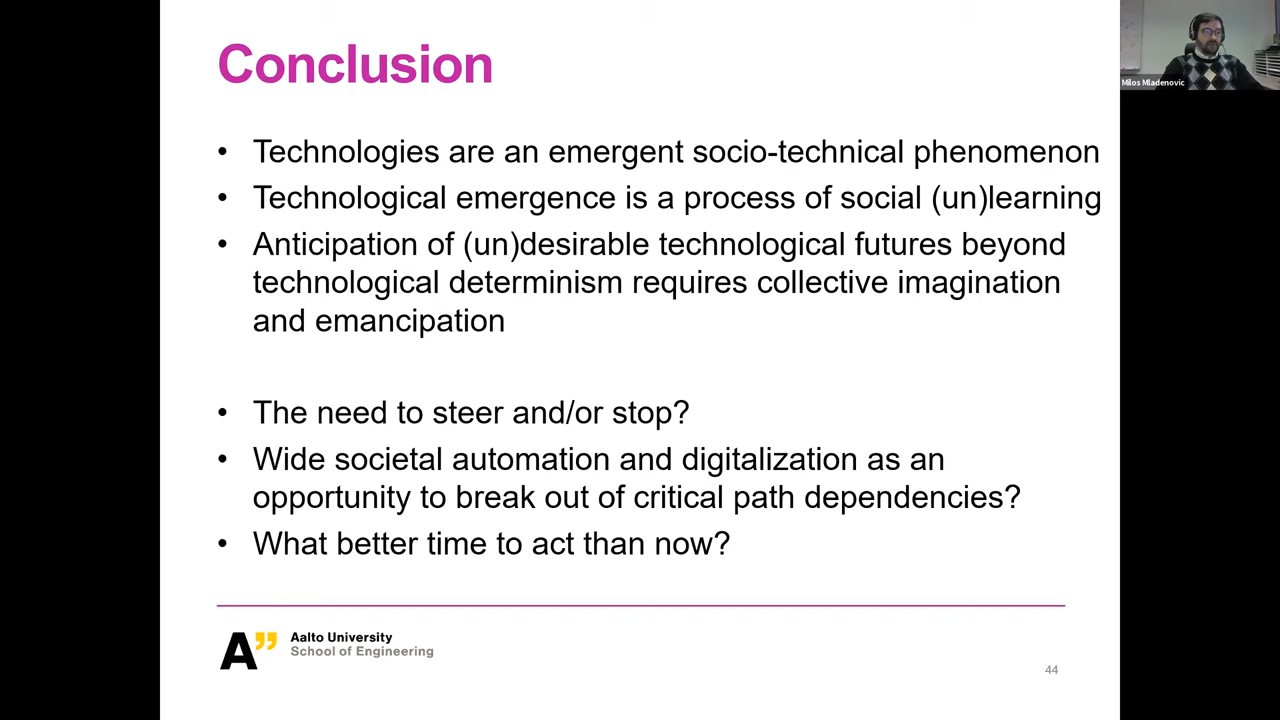 Conclusion
• Technologies are an emergent socio-technical phenomenon
• Technological emergence is a process of social (un)learning
• Anticipation of (un)desirable technological futures beyond
technological determinism requires collective imagination
and emancipation
• The need to steer and/or stop?
• Wide societal automation and digitalization as an
opportunity to break out of critical path dependencies?
• What better time to act than now?
A”
Aalto University
School of Engineering
44
Milos Mladenovic